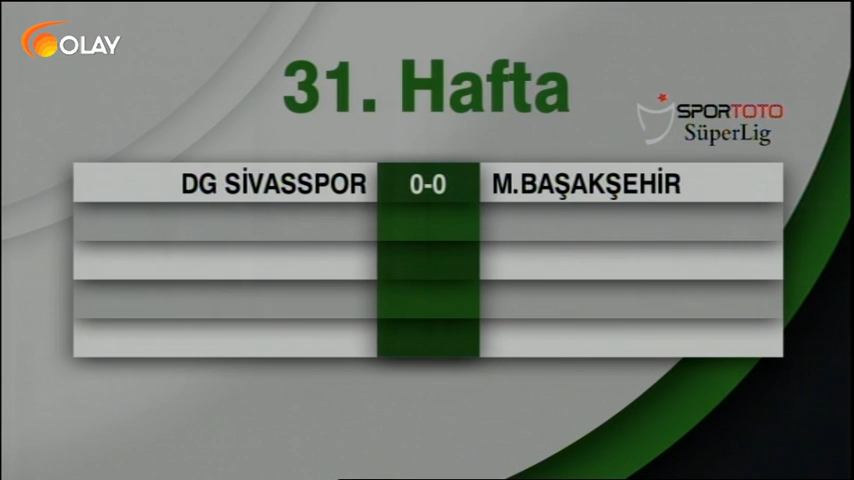 OLAY
31. Hafta
SPORTOTO
SüperLig
DG SİVASSPOR 0-0 M.BAŞAKŞEHİR